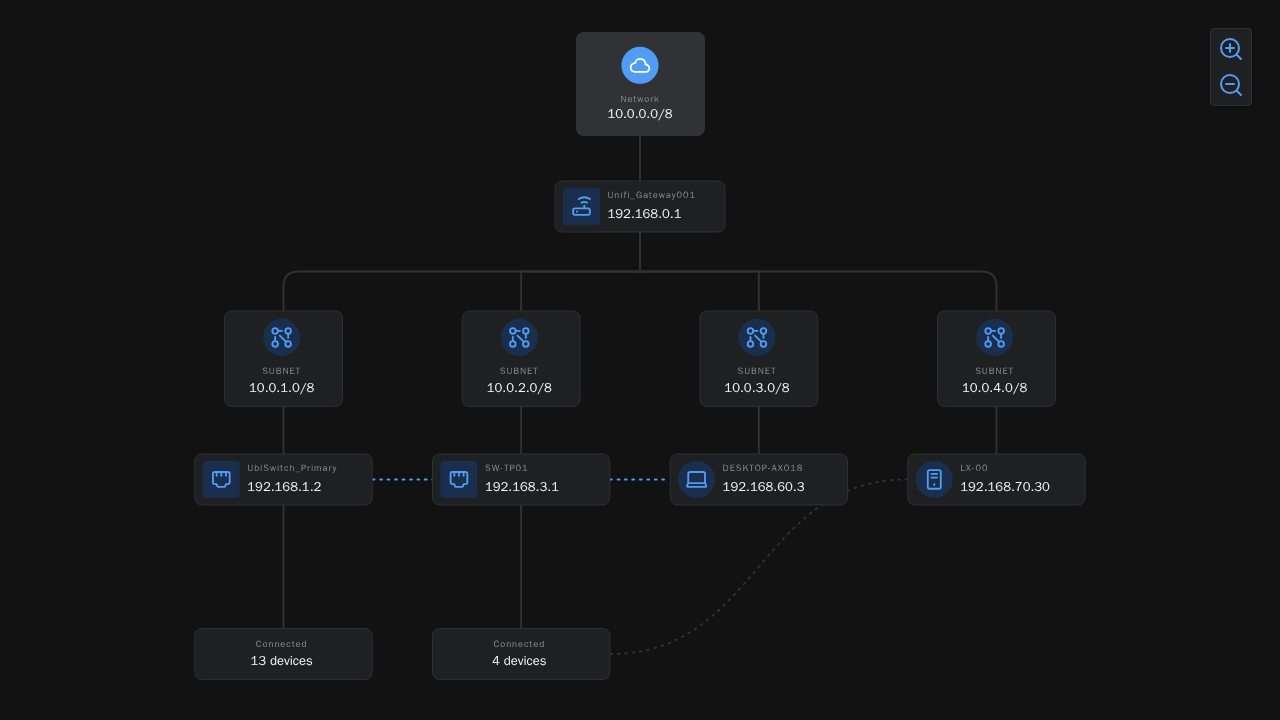 Network
10.0.0.0/8
Unifi_Gateway001
192.168.0.1
SUBNET
10.0.1.0/8
SUBNET
10.0.2.0/8
SUBNET
10.0.3.0/8
SUBNET
10.0.4.0/8
UbiSwitch_Primary
192.168.1.2
SW-TP01
192.168.3.1
DESKTOP-AX018
192.168.60.3
LX-00
192.168.70.30
Connected
13 devices
Connected
4 devices